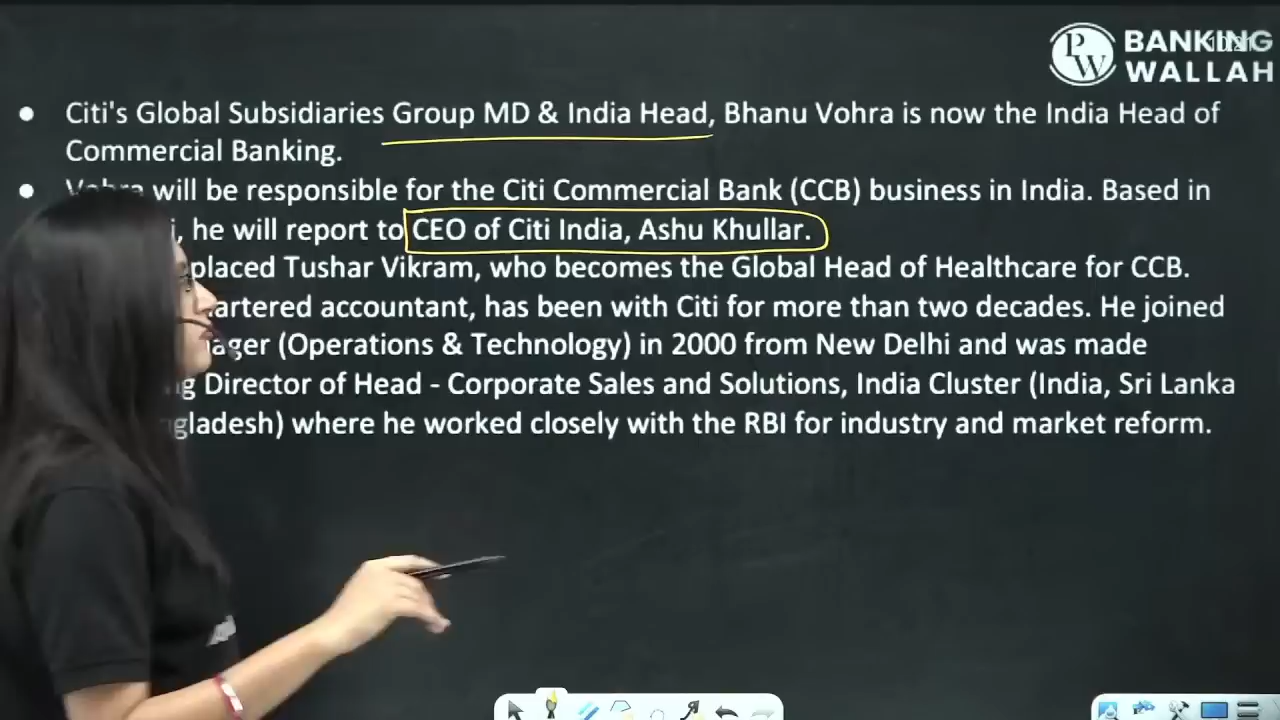 PW BANKING
WALLAH
Citi's Global Subsidiaries Group MD & India Head, Bhanu Vohra is now the India Head of
Commercial Banking.
Vohra will be responsible for the Citi Commercial Bank (CCB) business in India. Based in
he will report to CEO of Citi India, Ashu Khullar.
Tushar Vikram, who becomes the Global Head of Healthcare for CCB.
accountant, has been with Citi for more than two decades. He joined
(Operations & Technology) in 2000 from New Delhi and was made
Director of Head - Corporate Sales and Solutions, India Cluster (India, Sri Lanka
where he worked closely with the RBI for industry and market reform.